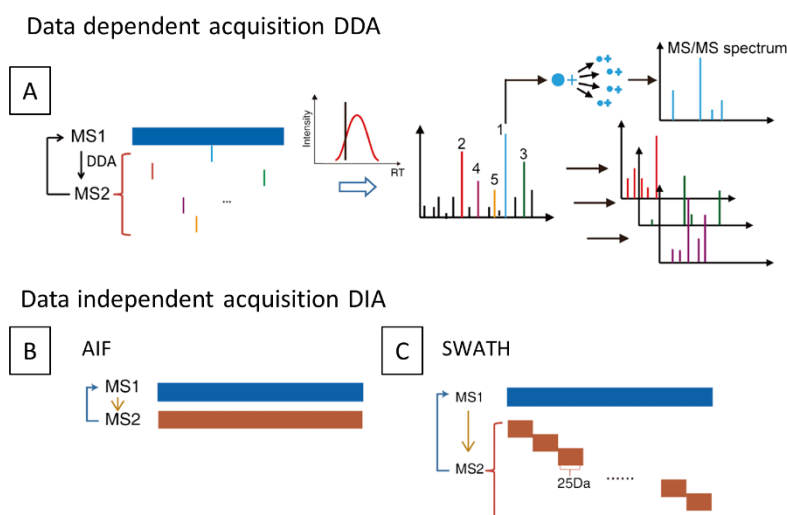 Data dependent acquisition DDA
A
MS1
DDA
MS2
...
Intensity
RT
1
2
3
4
5
+
+
+
+
+
MS/MS spectrum
Data independent acquisition DIA
B
AIF
MS1
MS2
C
SWATH
MS1
MS2
25Da
......